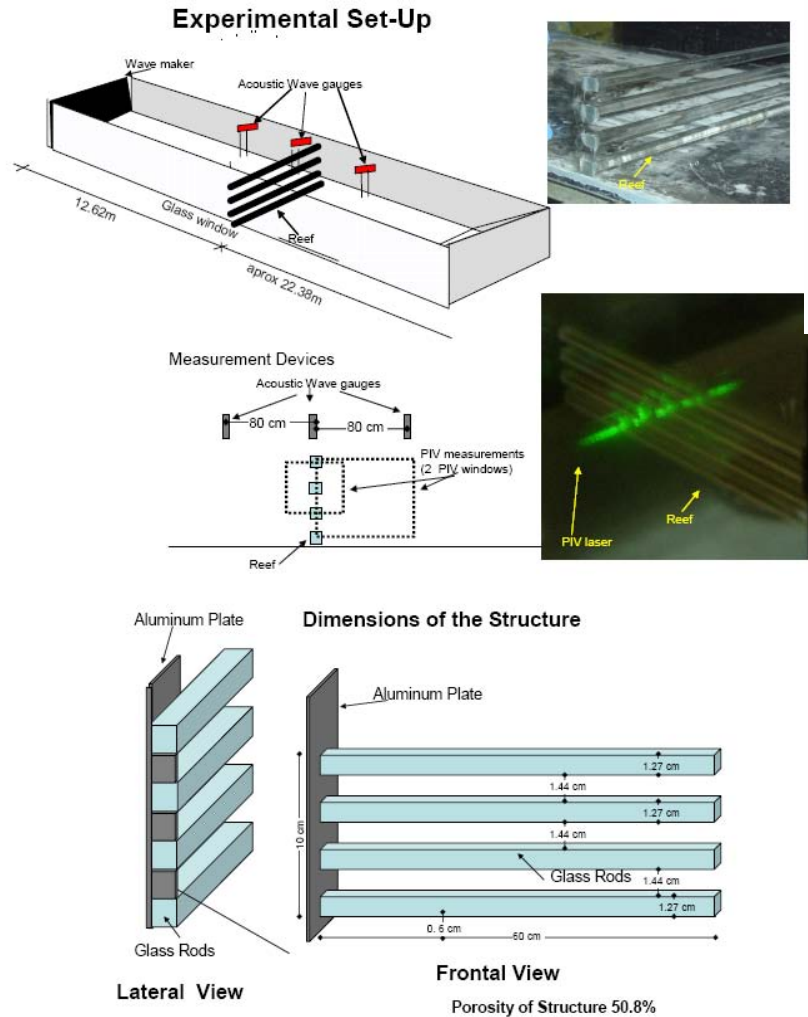 Experimental Set-Up
Wave maker
Acoustic Wave gauges
12.62m
Glass window
Reef
aprox 22.38m
Reef
Measurement Devices
Acoustic Wave gauges
80 cm
80 cm
PIV measurements
(2 PIV windows)
Reef
PIV laser
Reef
Dimensions of the Structure
Aluminum Plate
Glass Rods
Lateral View
Aluminum Plate
1.27 cm
1.44 cm
1.27 cm
10 cm
1.44 cm
Glass Rods
1.44 cm
1.27 cm
0.6 cm
60 cm
Frontal View
Porosity of Structure 50.8%